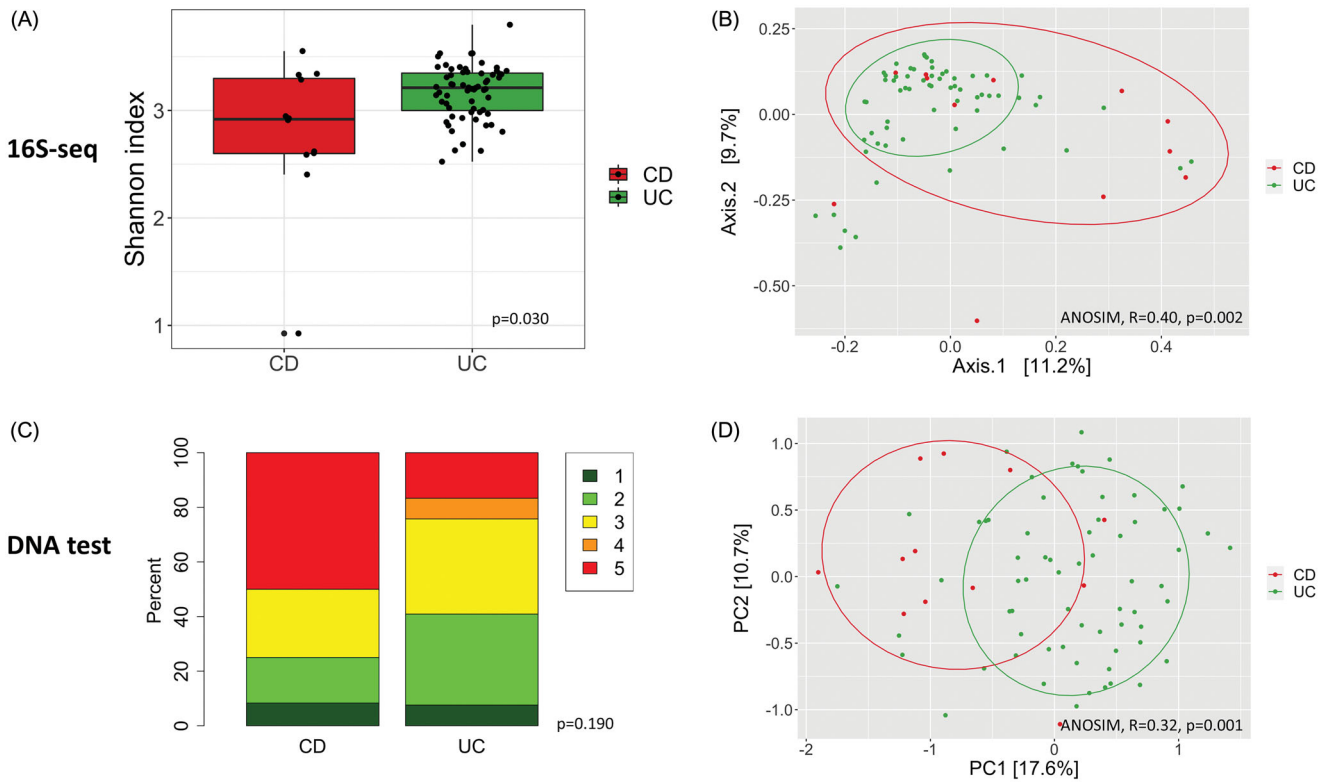 (A)
16S-seq
Shannon index
3
2
1
CD
UC
p=0.030
CD
UC
(B)
Axis.2 [9.7%]
0.25
0.00
-0.25
-0.50
-0.2
0.0
0.2
0.4
Axis.1 [11.2%]
ANOSIM, R=0.40, p=0.002
CD
UC
(C)
DNA test
Percent
100
80
60
40
20
0
CD
UC
1
2
3
4
5
p=0.190
(D)
PC2 [10.7%]
1.0
0.5
0.0
-0.5
-1.0
-2
-1
0
1
PC1 [17.6%]
ANOSIM, R=0.32, p=0.001
CD
UC